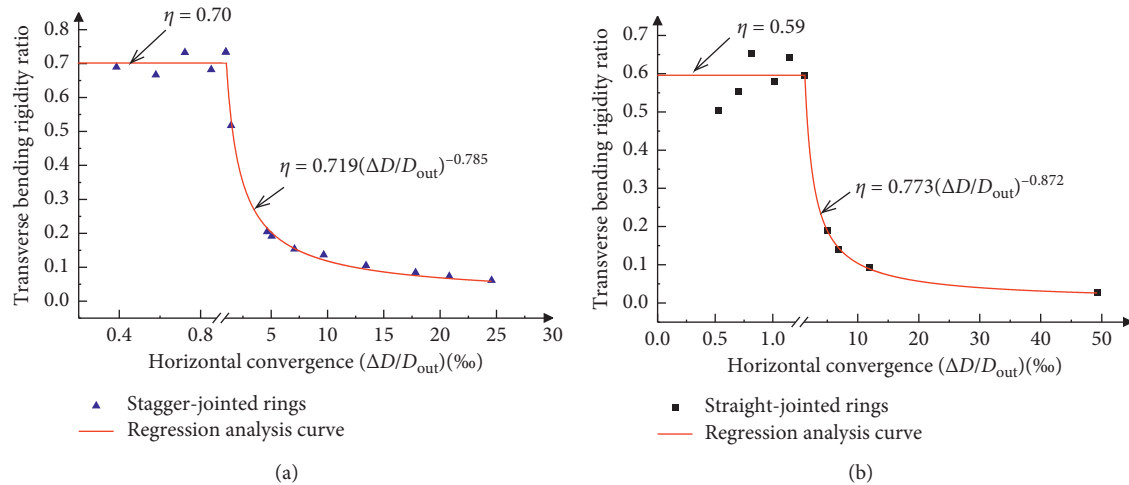 η = 0.70
0.8
0.7
0.6
0.5
0.4
0.3
0.2
0.1
0.0
Transverse bending rigidity ratio
η = 0.719(ΔD/D_out)^–0.785
0.4 0.8 5 10 15 20 25 30
Horizontal convergence (ΔD/D_out)(‰)
Stagger-jointed rings
Regression analysis curve
(a)
η = 0.59
0.7
0.6
0.5
0.4
0.3
0.2
0.1
0.0
Transverse bending rigidity ratio
η = 0.773(ΔD/D_out)^–0.872
0.0 0.5 1.0 10 20 30 40 50
Horizontal convergence (ΔD/D_out)(‰)
Straight-jointed rings
Regression analysis curve
(b)